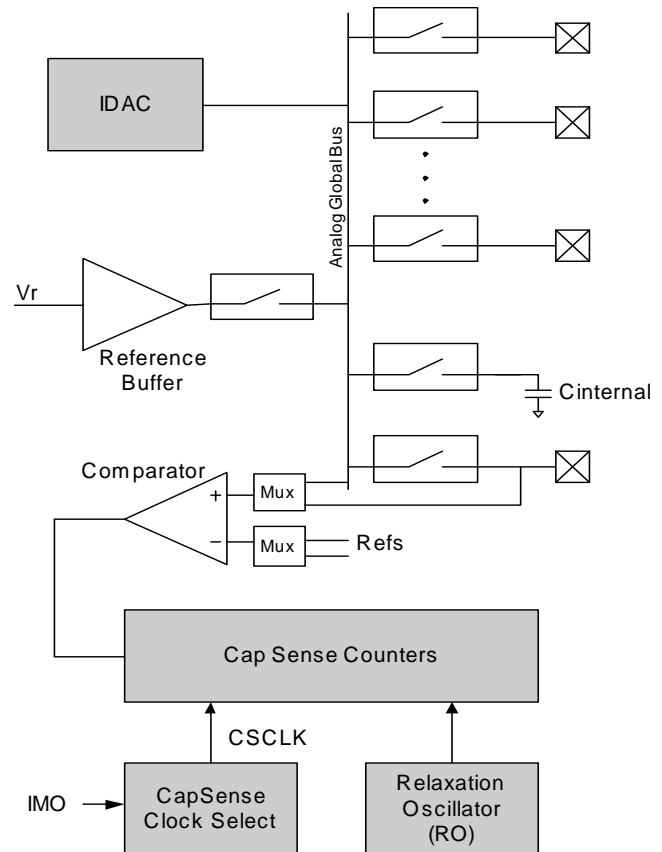 IDAC
Analog Global Bus
Vr
Reference
Buffer
Cinternal
Comparator
+
Mux
−
Mux
Refs
Cap Sense Counters
CSCLK
IMO
CapSense
Clock Select
Relaxation
Oscillator
(RO)